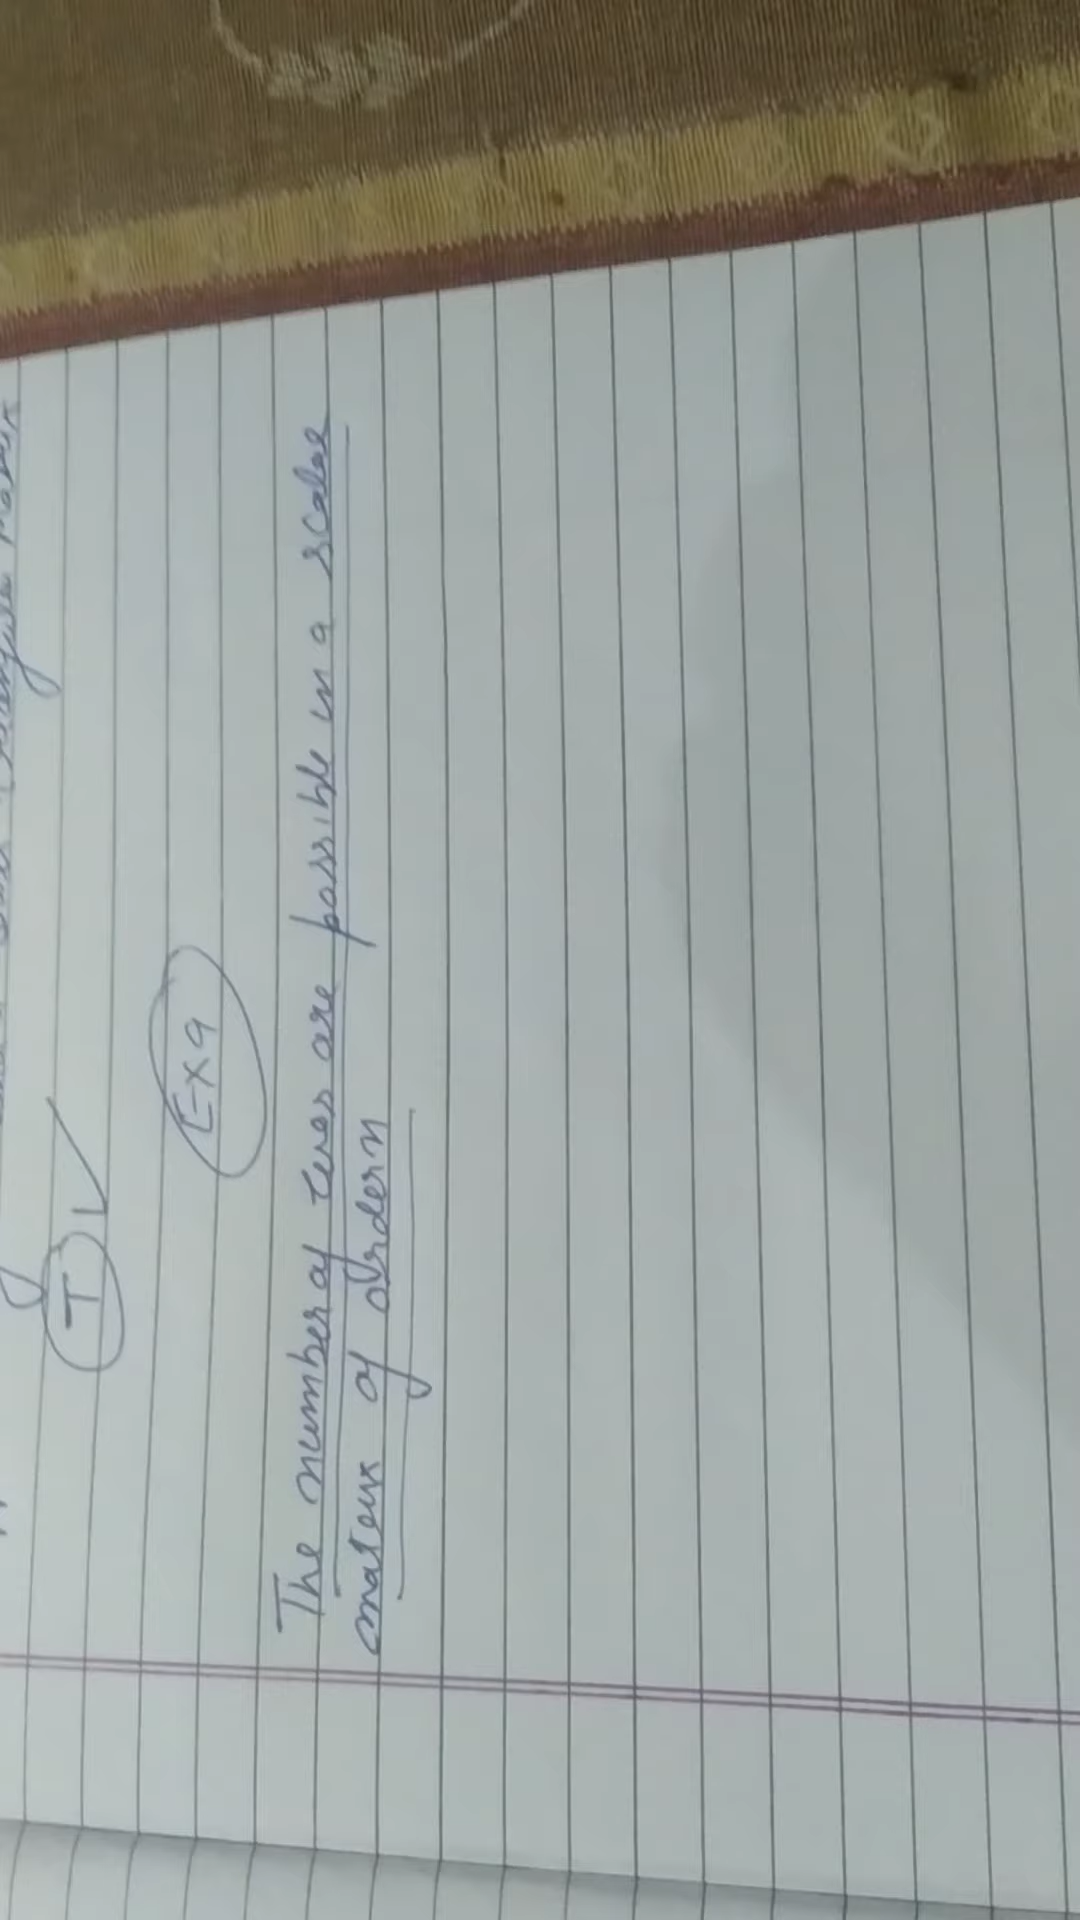 T
Ex 9
The number of zeros are possible in a scalar
matrix of order n